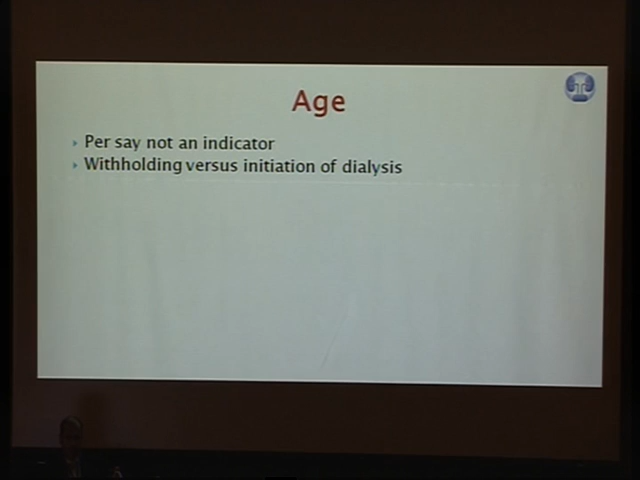 Age
Per say not an indicator
Withholding versus initiation of dialysis